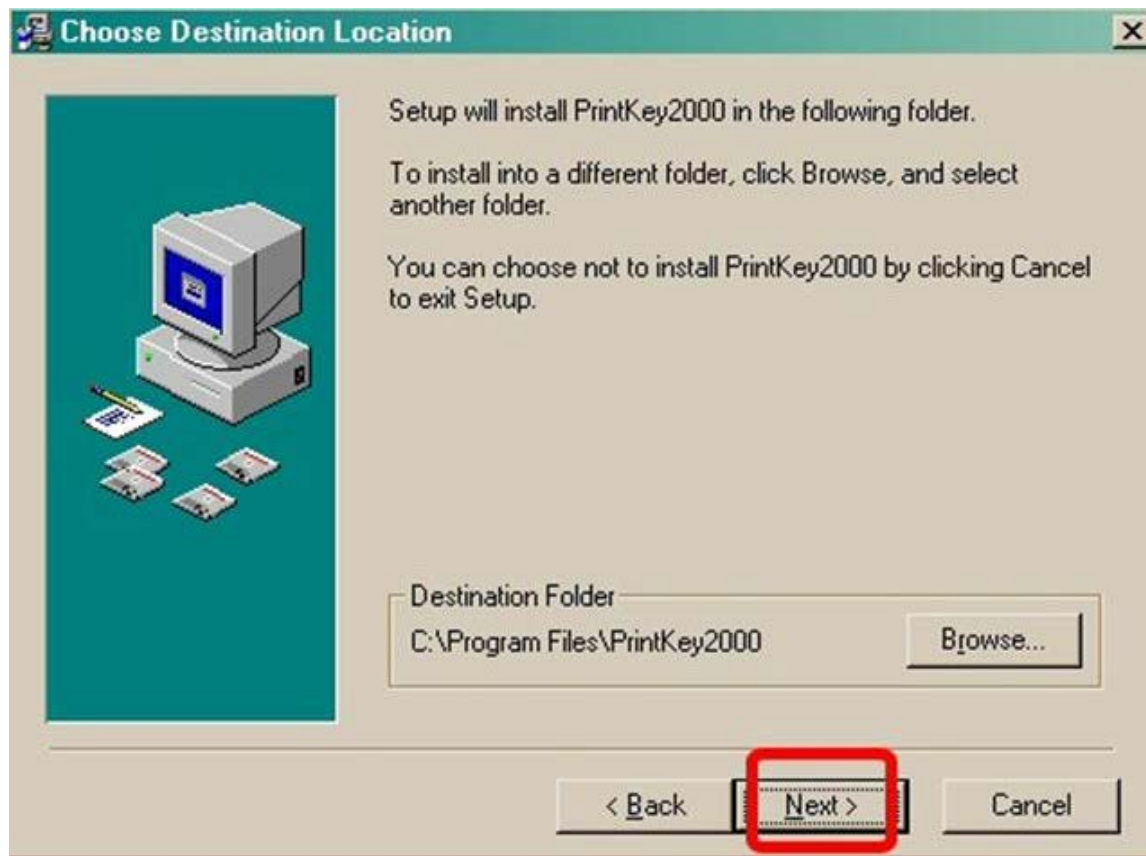 Choose Destination Location
Setup will install PrintKey2000 in the following folder.
To install into a different folder, click Browse, and select
another folder.
You can choose not to install PrintKey2000 by clicking Cancel
to exit Setup.
Destination Folder
C:\Program Files\PrintKey2000
Browse...
< Back
Next >
Cancel